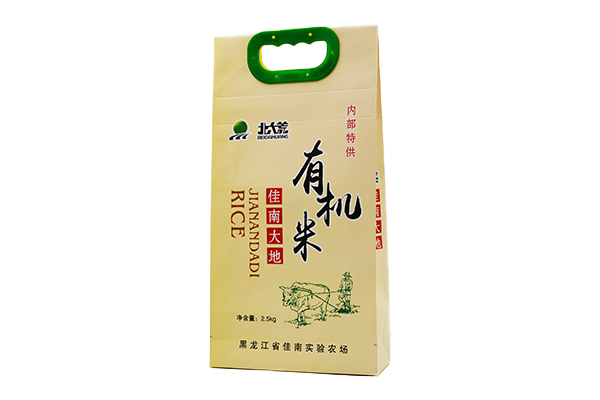 内部特供
北大荒
BEIDAHUANG
有机米
佳南大地
JIANANDADI
RICE
净含量：2.5kg
黑龙江省佳南实验农场